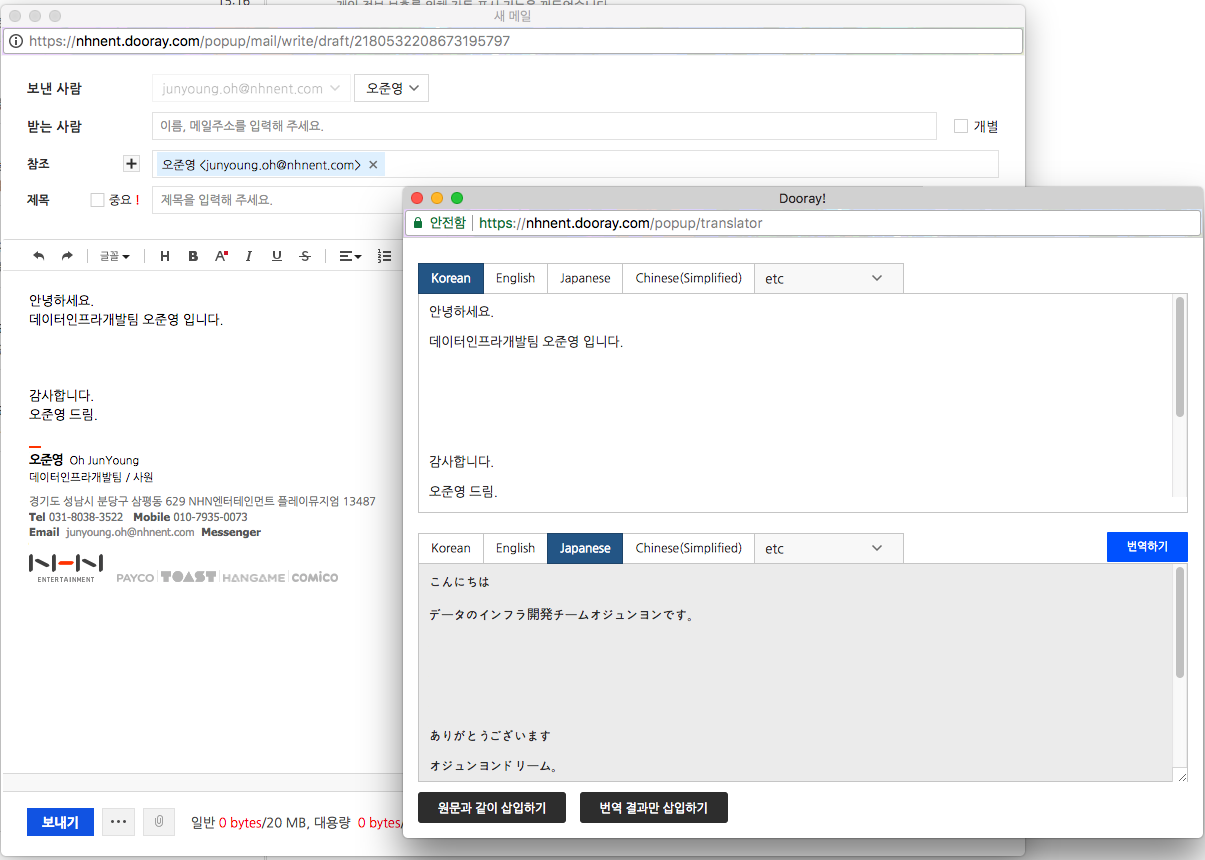 15:16
새 메일
https://nhnent.dooray.com/popup/mail/write/draft/2180532208673195797
보낸 사람 junyoung.oh@nhnent.com 오준영
받는 사람 이름, 메일주소를 입력해 주세요. 개별
참조 + 오준영 <junyoung.oh@nhnent.com> ×
제목 중요 ! 제목을 입력해 주세요.
글꼴 H B A I U S
안녕하세요.
데이터인프라개발팀 오준영 입니다.
감사합니다.
오준영 드림.
오준영 Oh JunYoung
데이터인프라개발팀 / 사원
경기도 성남시 분당구 삼평동 629 NHN엔터테인먼트 플레이뮤지엄 13487
Tel 031-8038-3522 Mobile 010-7935-0073
Email junyoung.oh@nhnent.com Messenger
NHN
ENTERTAINMENT PAYCO TOAST HANGAME COMICO
보내기 ··· 일반 0 bytes/20 MB, 대용량 0 bytes/
Dooray!
안전함 https://nhnent.dooray.com/popup/translator
Korean English Japanese Chinese(Simplified) etc
안녕하세요.
데이터인프라개발팀 오준영 입니다.
감사합니다.
오준영 드림.
Korean English Japanese Chinese(Simplified) etc 번역하기
こんにちは
データのインフラ開発チームオジュンヨンです。
ありがとうございます
オジュンヨンドリーム。
원문과 같이 삽입하기 번역 결과만 삽입하기